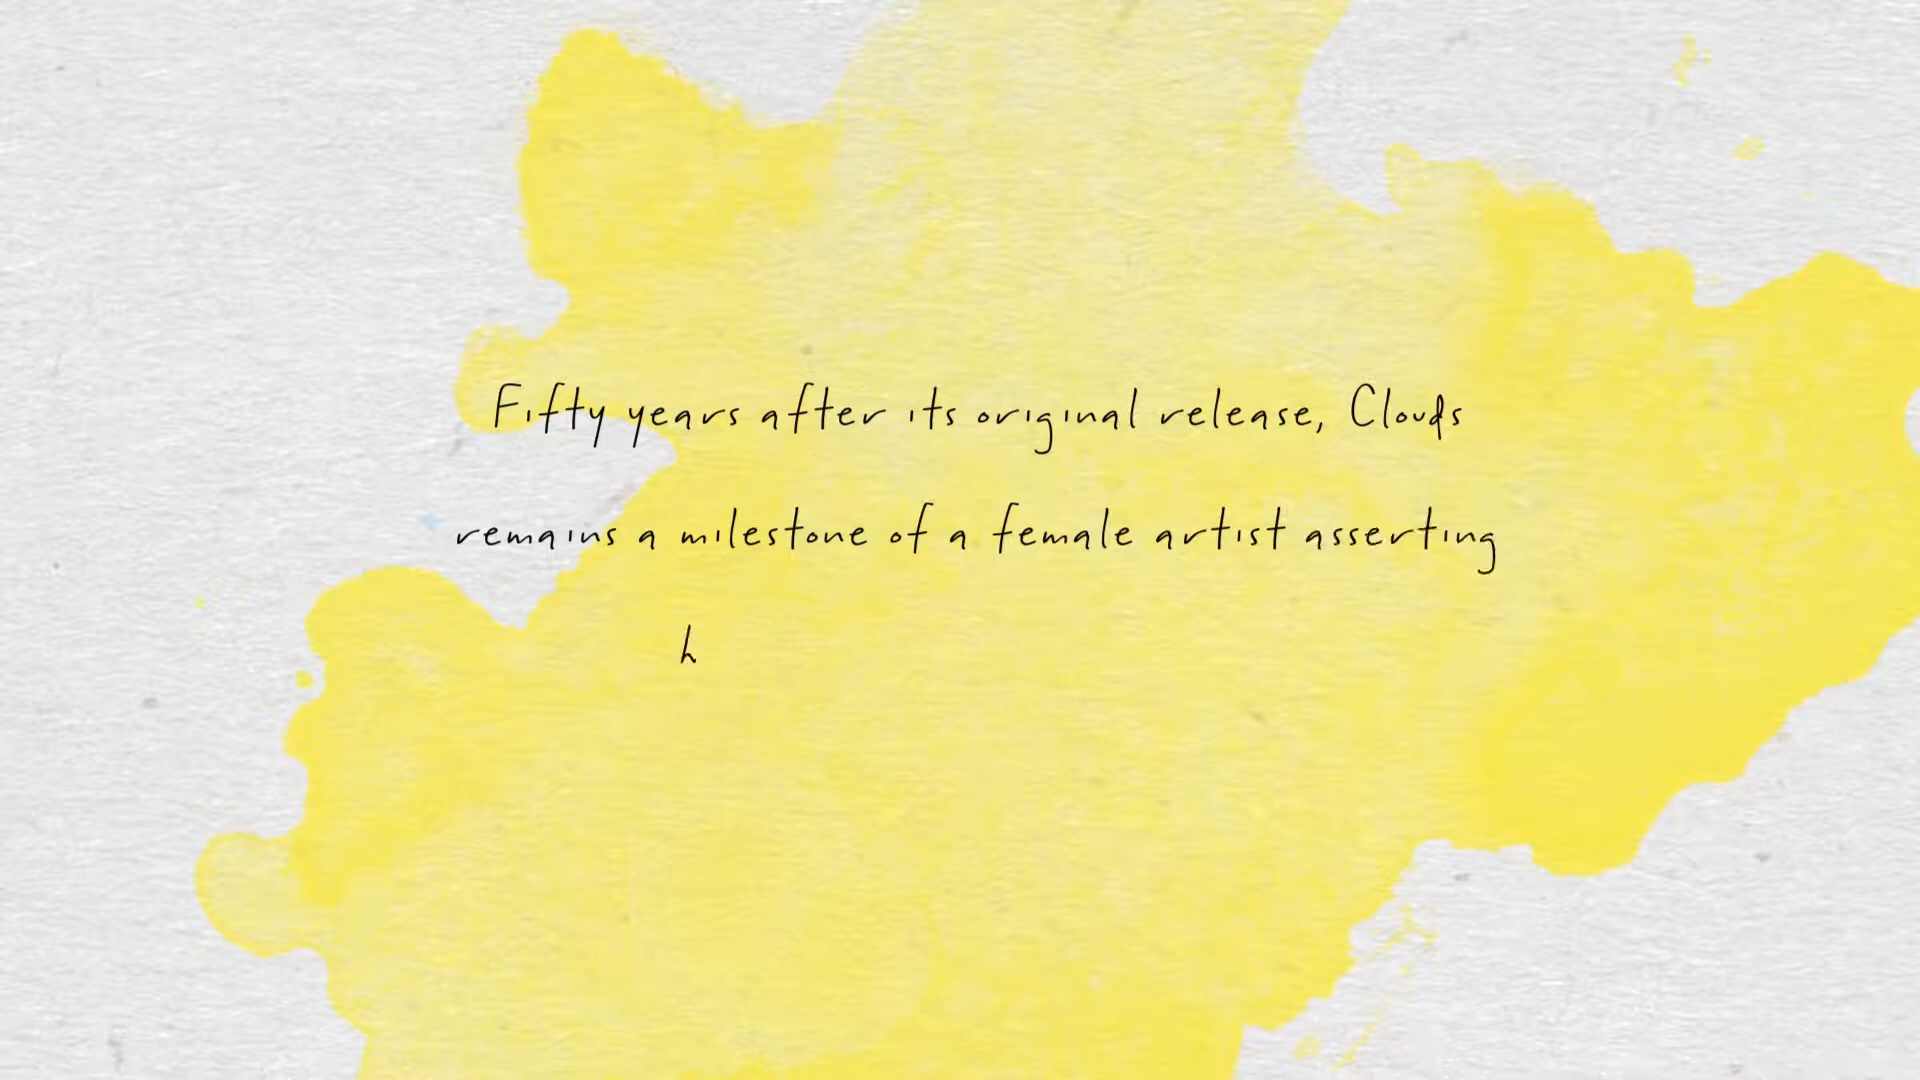 Fifty years after its original release, Clouds
remains a milestone of a female artist asserting
h